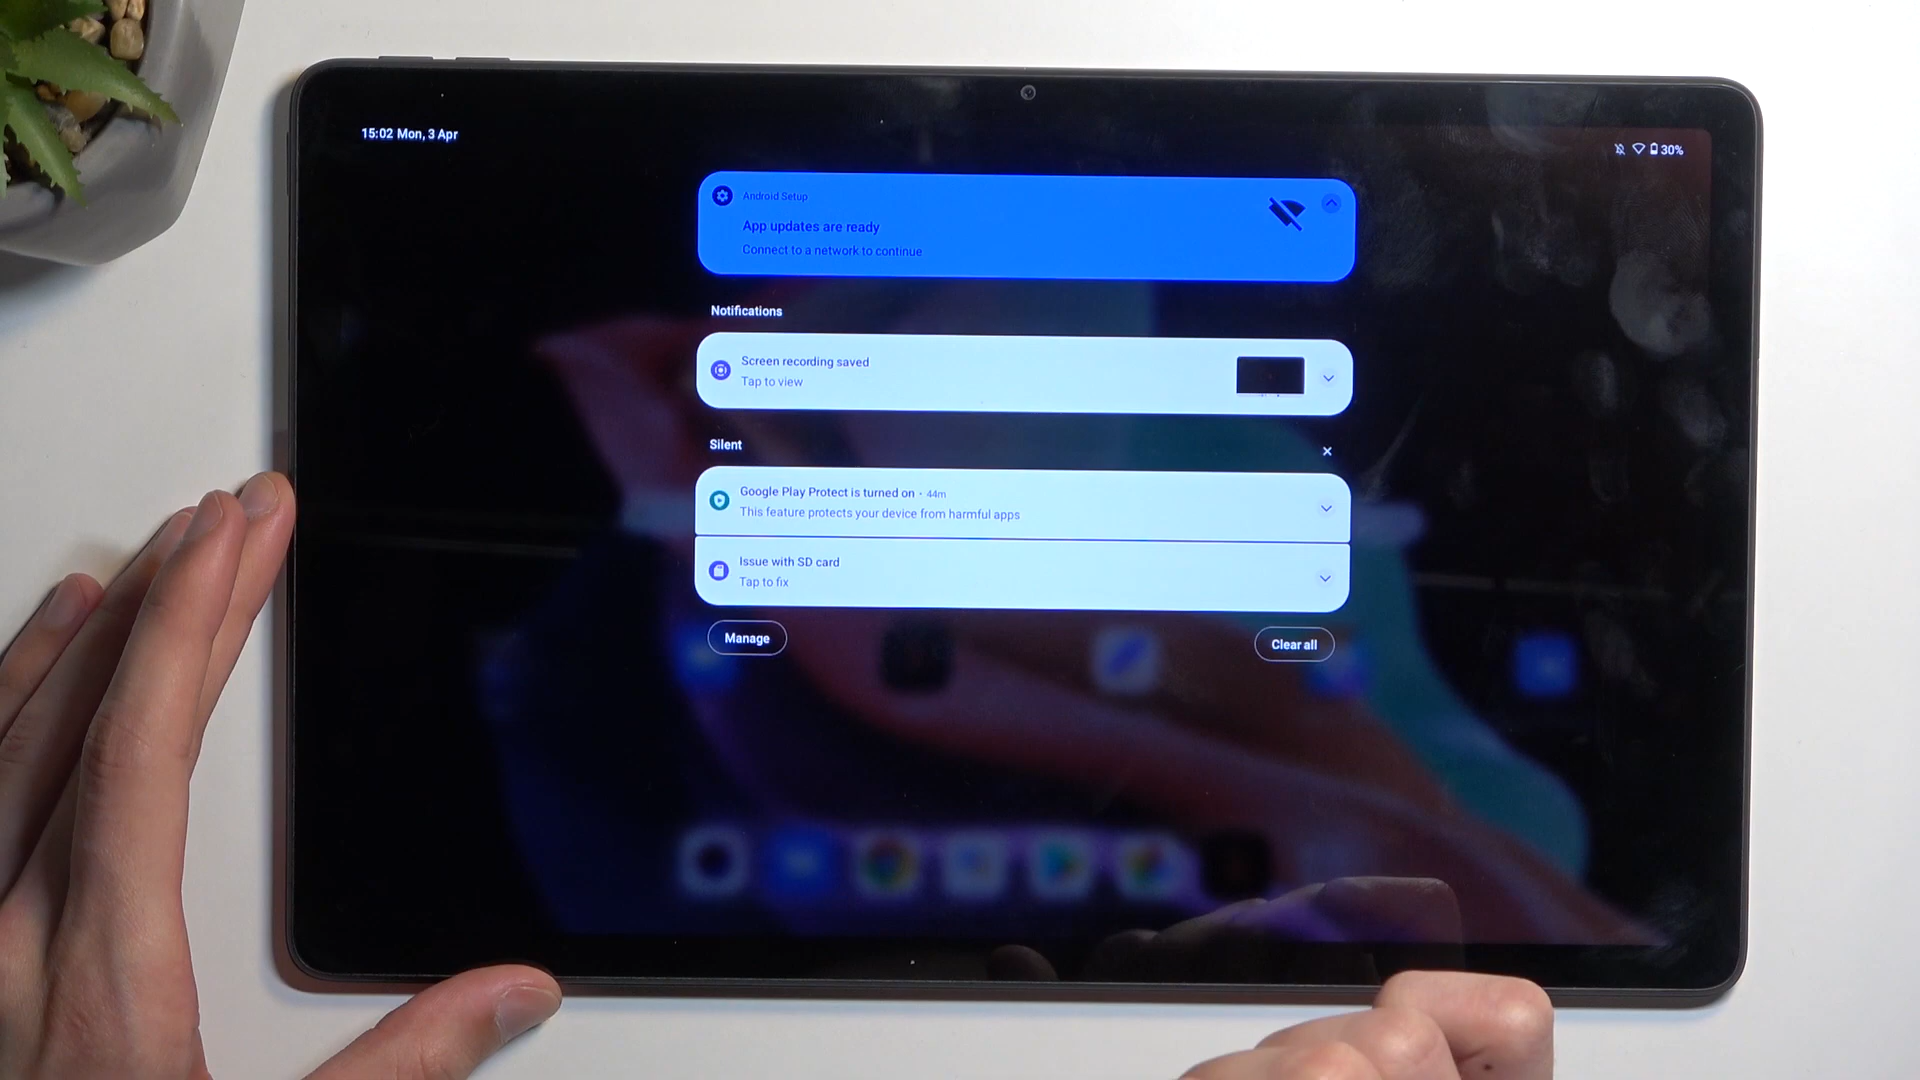 15:02 Mon, 3 Apr
30%
Android Setup
App updates are ready
Connect to a network to continue
Notifications
Screen recording saved
Tap to view
Silent
Google Play Protect is turned on · 44m
This feature protects your device from harmful apps
Issue with SD card
Tap to fix
Manage
Clear all